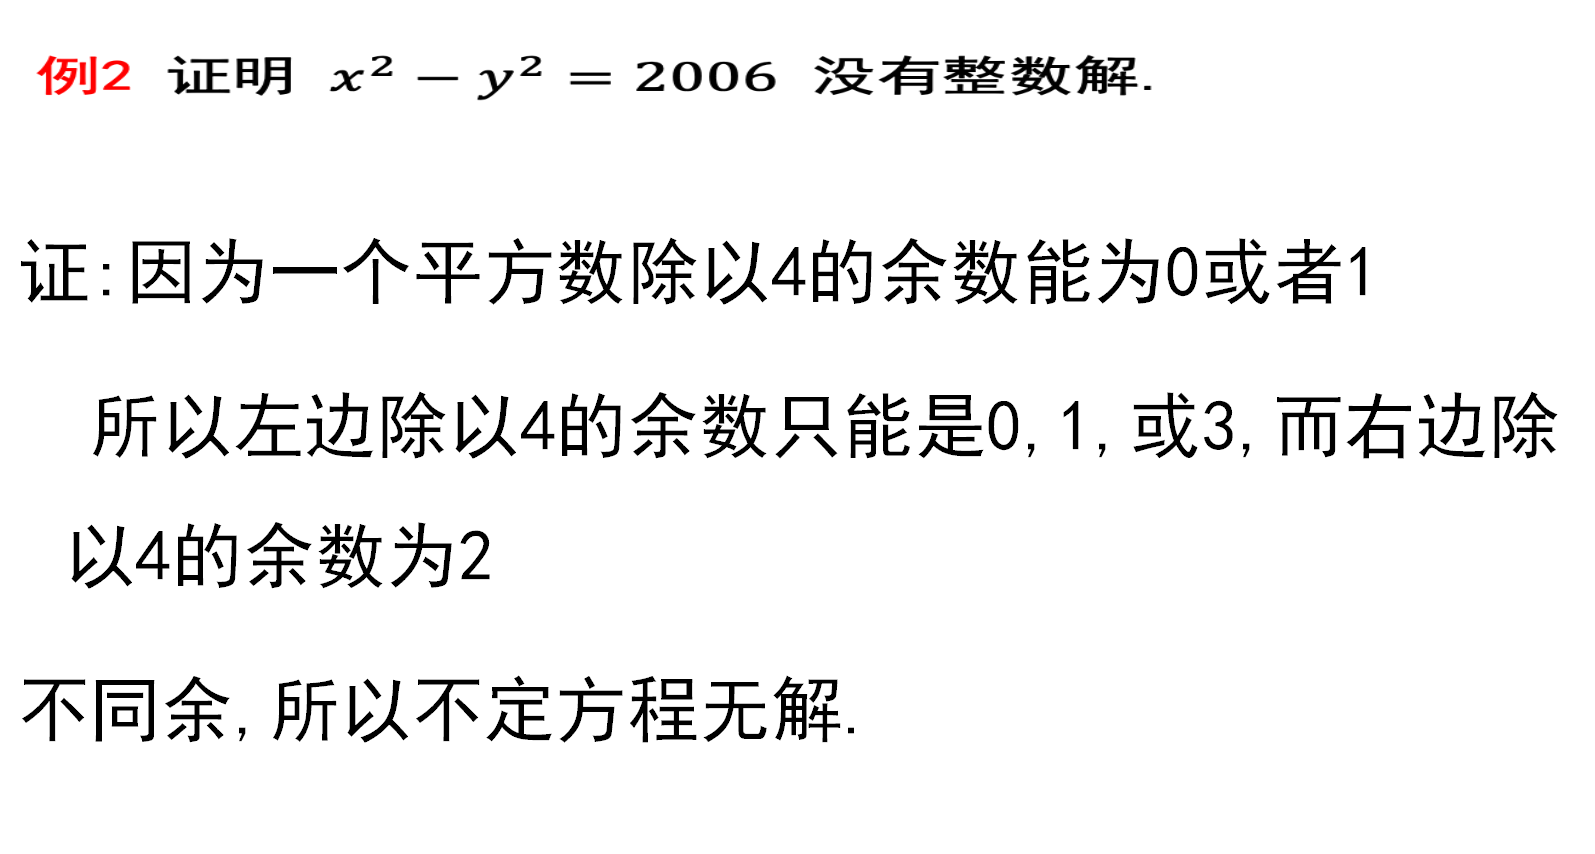 例2 证明 x² − y² = 2006 没有整数解.
证:因为一个平方数除以4的余数能为0或者1
所以左边除以4的余数只能是0,1,或3,而右边除
以4的余数为2
不同余,所以不定方程无解.